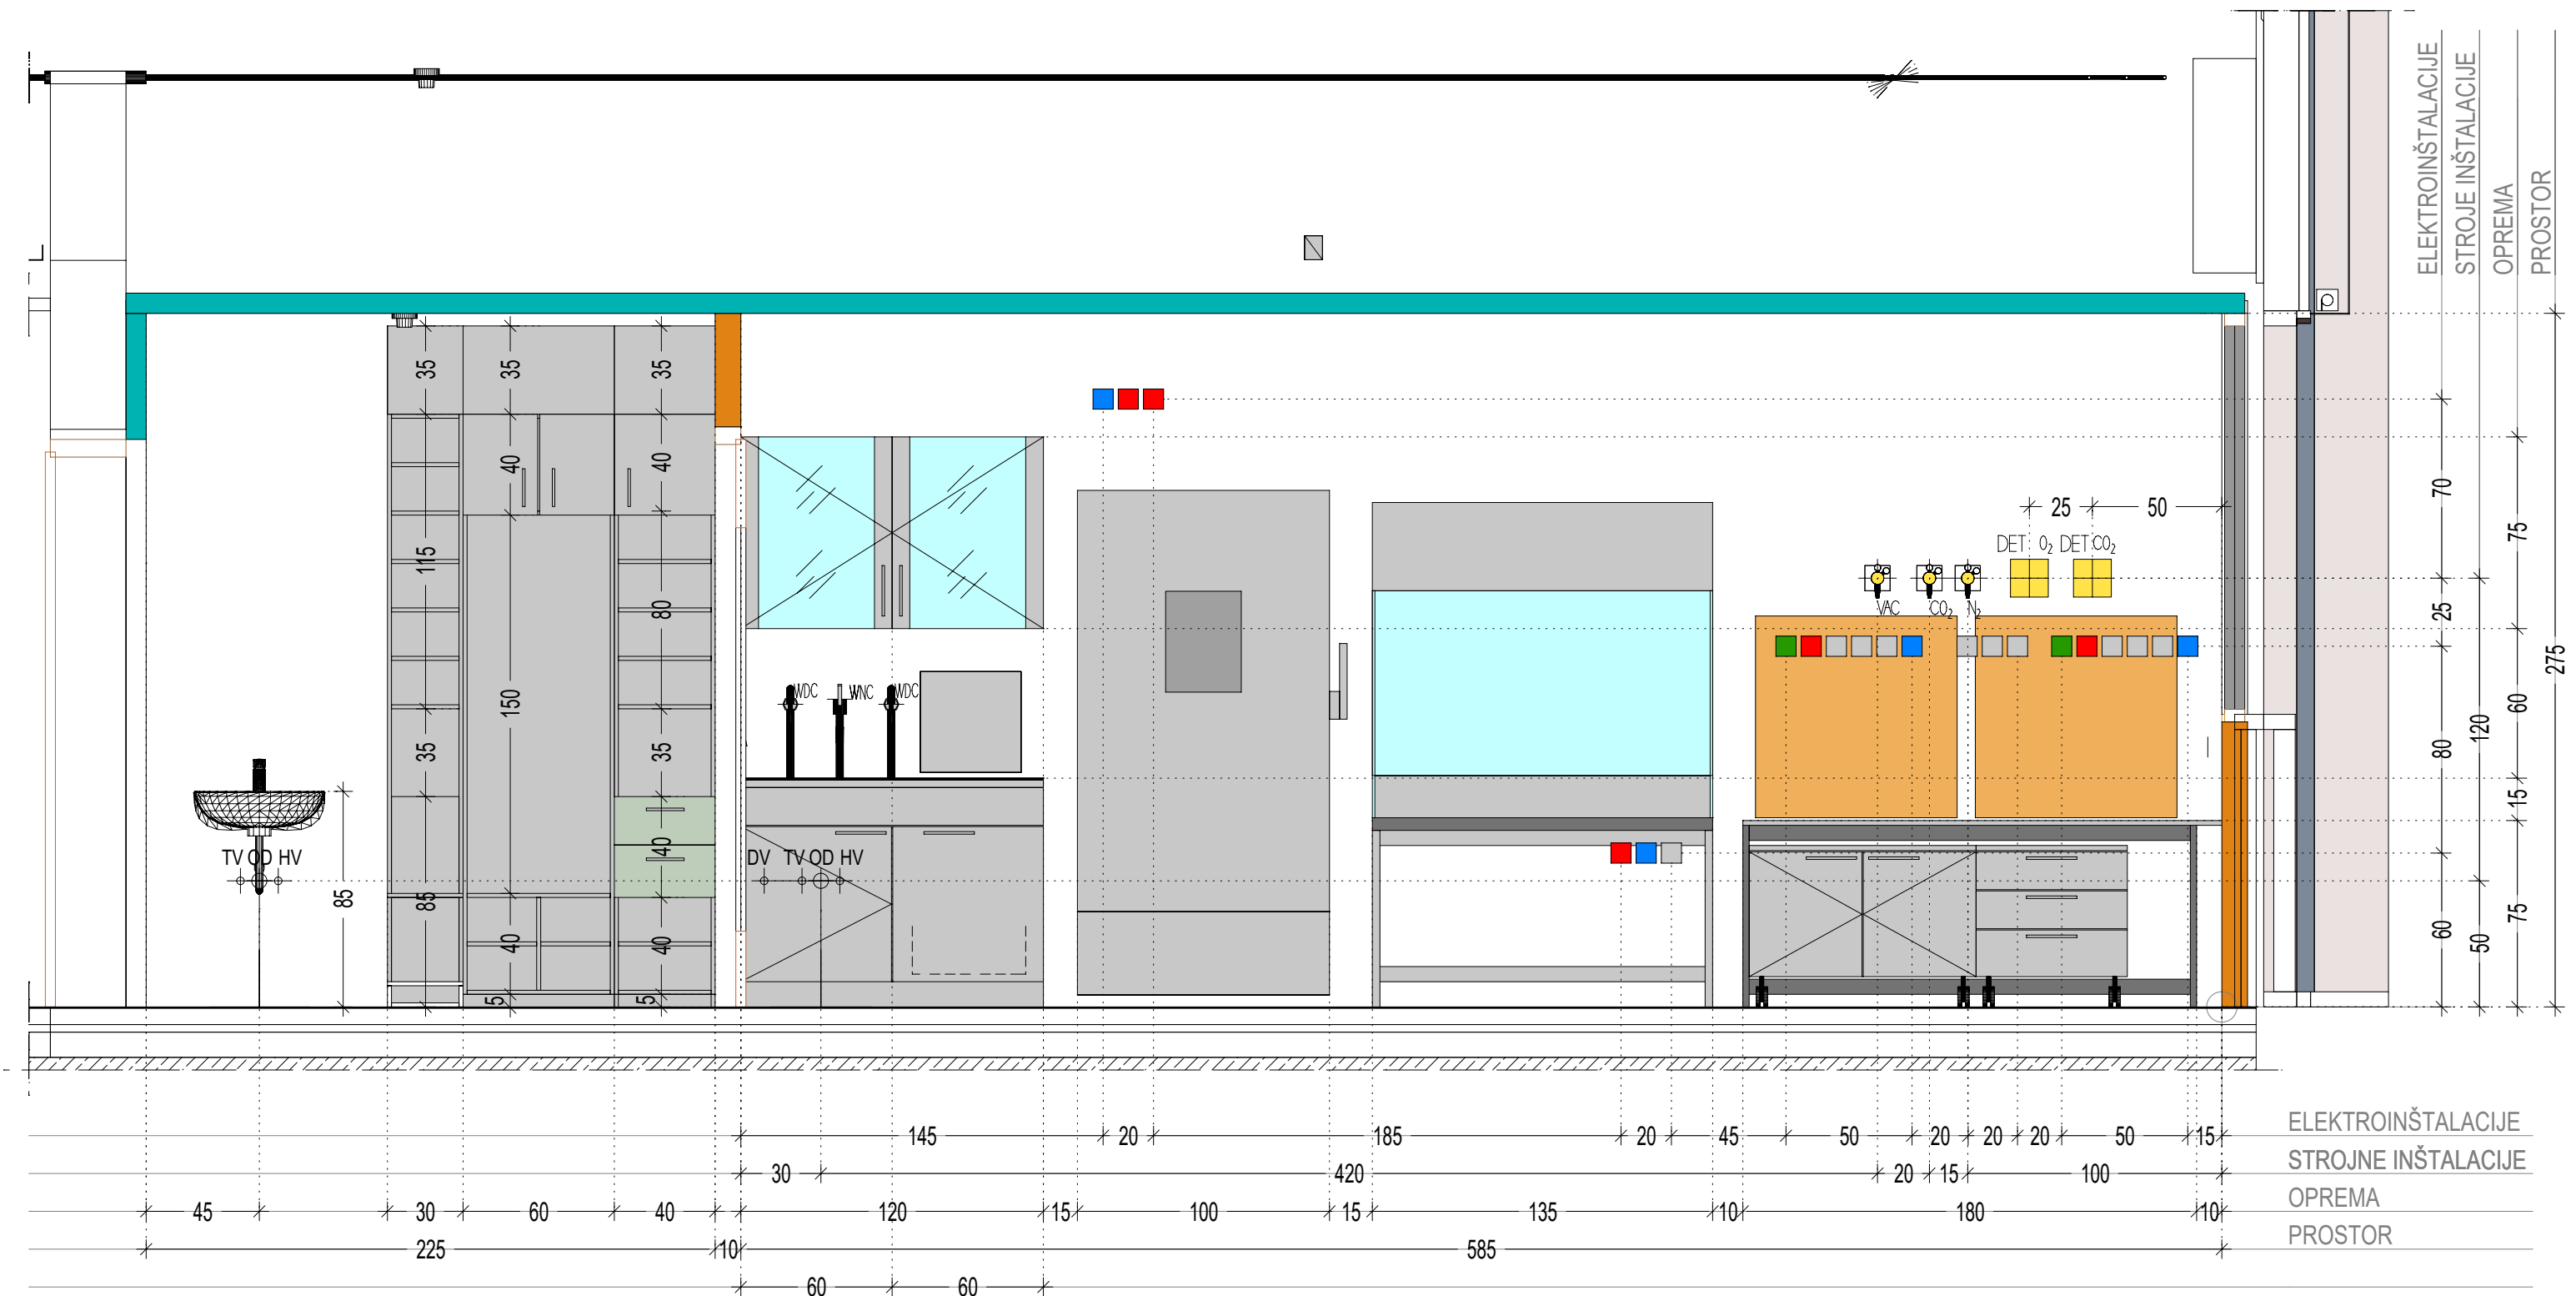 ELEKTROINŠTALACIJE
STROJE INŠTALACIJE
OPREMA
PROSTOR
35 35 35
40 40
115
80
150
35 35
40
85 85
40 40
5 5
TV OD HV
DV TV OD HV
WDC WNC WDC
25 50
DET O₂ DET CO₂
VAC CO₂ N₂
70
25
80
60
120
50
75
60
15
75
275
145 20 185 20 45 50 20 20 20 50 15
ELEKTROINŠTALACIJE
30 420 20 15 100
STROJNE INŠTALACIJE
45 30 60 40 120 15 100 15 135 10 180 10
OPREMA
225 10 585
PROSTOR
60 60